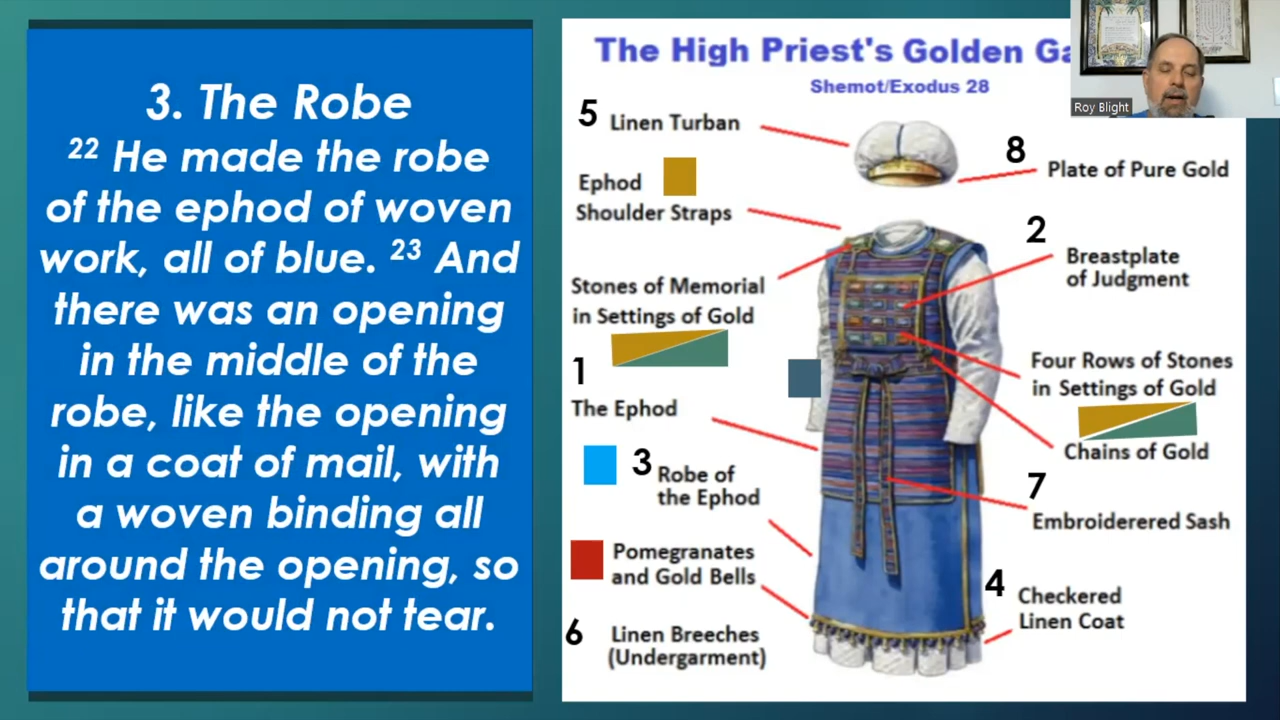 3. The Robe
22 He made the robe
of the ephod of woven
work, all of blue. 23 And
there was an opening
in the middle of the
robe, like the opening
in a coat of mail, with
a woven binding all
around the opening, so
that it would not tear.
The High Priest's Golden
Shemot/Exodus 28
Roy Blight
5 Linen Turban
8
Plate of Pure Gold
Ephod
Shoulder Straps
2
Breastplate
of Judgment
Stones of Memorial
in Settings of Gold
Four Rows of Stones
in Settings of Gold
1
The Ephod
Chains of Gold
3 Robe of
the Ephod
7
Embroiderered Sash
Pomegranates
and Gold Bells
4 Checkered
Linen Coat
6 Linen Breeches
(Undergarment)